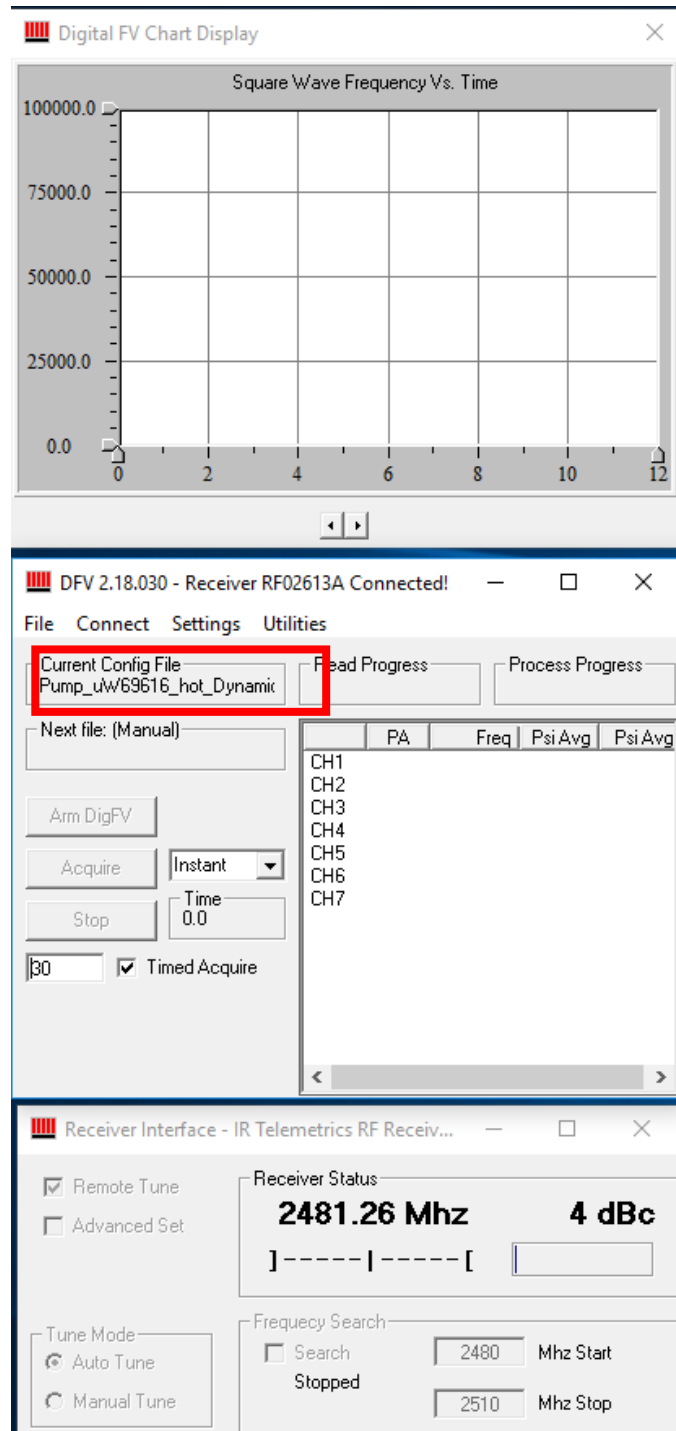 Digital FV Chart Display
Square Wave Frequency Vs. Time
100000.0
75000.0
50000.0
25000.0
0.0
0 2 4 6 8 10 12
DFV 2.18.030 - Receiver RF02613A Connected!
File Connect Settings Utilities
Current Config File Read Progress Process Progress
Pump_uW69616_hot_Dynamic
Next file: (Manual)
PA Freq Psi Avg Psi Avg
CH1
CH2
CH3
CH4
CH5
CH6
CH7
Arm DigFV
Acquire Instant
Time
Stop 0.0
30 Timed Acquire
Receiver Interface - IR Telemetrics RF Receiv...
Remote Tune Receiver Status
2481.26 Mhz 4 dBc
Advanced Set
]-----|-----[
Tune Mode Frequecy Search
Auto Tune Search 2480 Mhz Start
Stopped
Manual Tune 2510 Mhz Stop